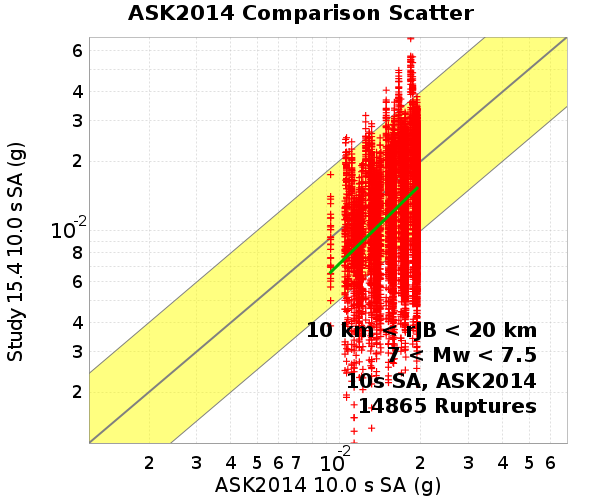 ASK2014 Comparison Scatter
Study 15.4 10.0 s SA (g)
6
4
3
2
10-2
8
6
4
3
2
10 km < rJB < 20 km
7 < Mw < 7.5
10s SA, ASK2014
14865 Ruptures
2 3 4 5 6 7 10-2 2 3 4 5 6
ASK2014 10.0 s SA (g)